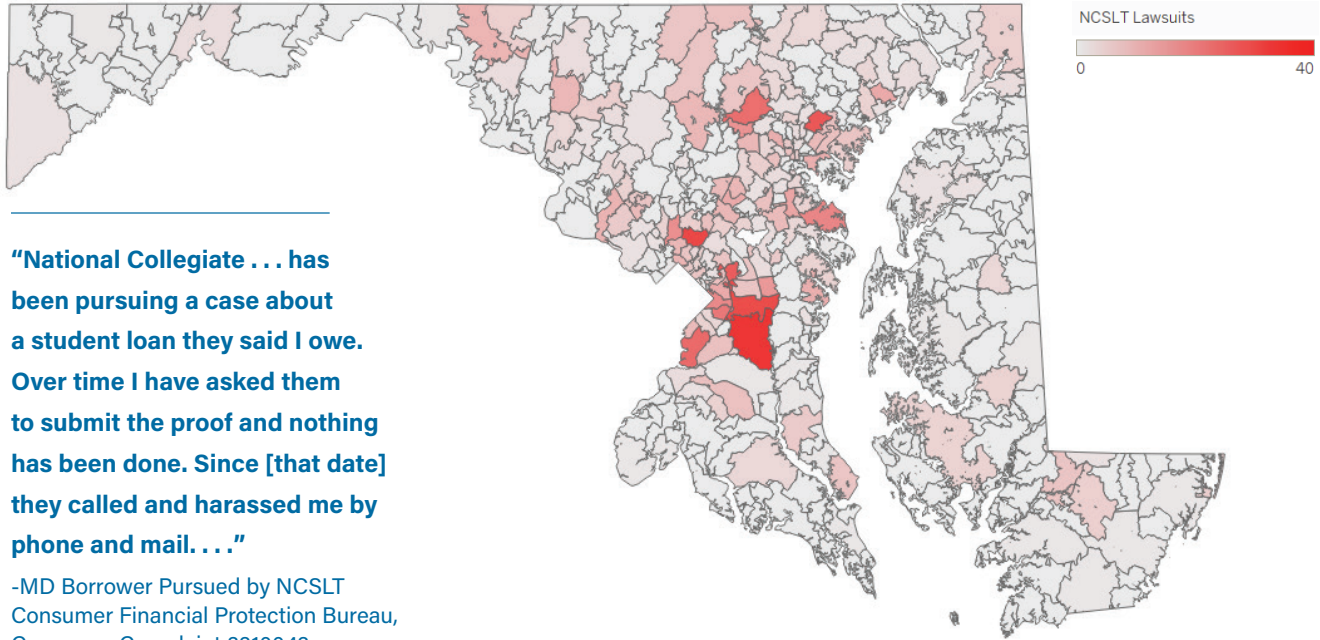 NCSLT Lawsuits
0 40
“National Collegiate . . . has
been pursuing a case about
a student loan they said I owe.
Over time I have asked them
to submit the proof and nothing
has been done. Since [that date]
they called and harassed me by
phone and mail. . . .”
-MD Borrower Pursued by NCSLT
Consumer Financial Protection Bureau,